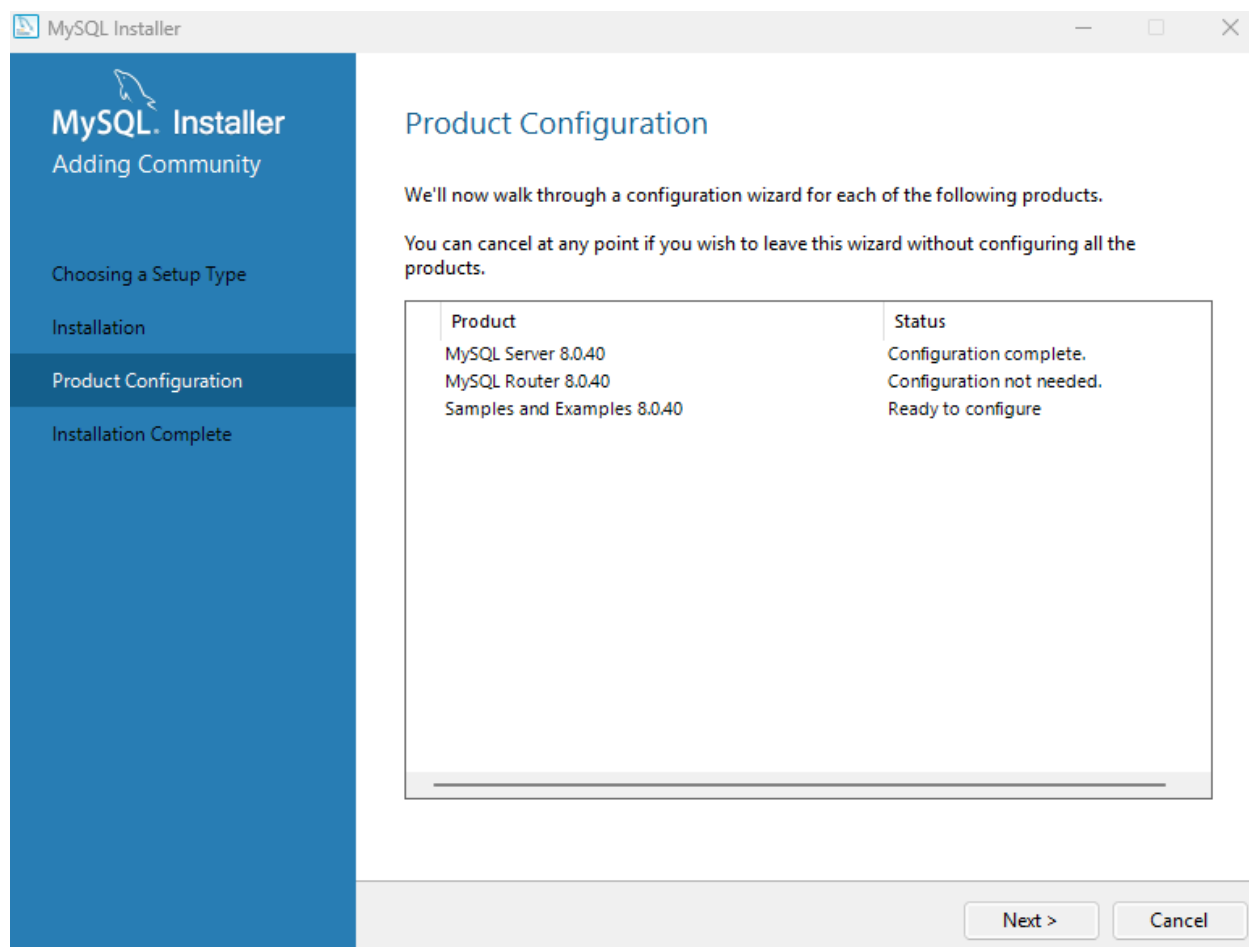 MySQL Installer
MySQL. Installer
Adding Community
Choosing a Setup Type
Installation
Product Configuration
Installation Complete
Product Configuration
We'll now walk through a configuration wizard for each of the following products.
You can cancel at any point if you wish to leave this wizard without configuring all the
products.
Product Status
MySQL Server 8.0.40 Configuration complete.
MySQL Router 8.0.40 Configuration not needed.
Samples and Examples 8.0.40 Ready to configure
Next > Cancel